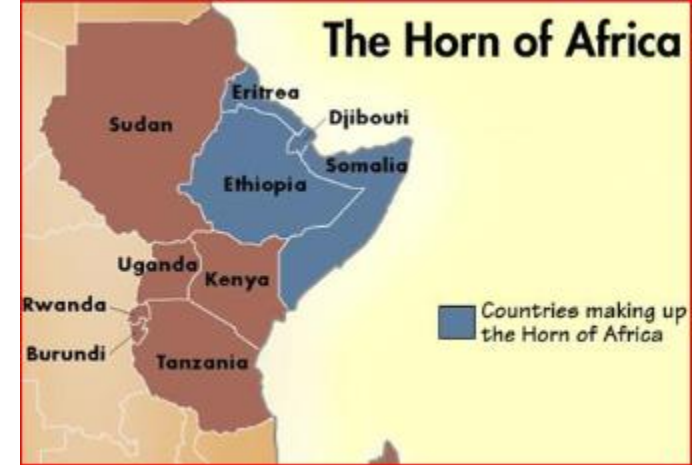 The Horn of Africa
Eritrea
Djibouti
Sudan
Somalia
Ethiopia
Uganda
Kenya
Rwanda
Countries making up
the Horn of Africa
Burundi
Tanzania